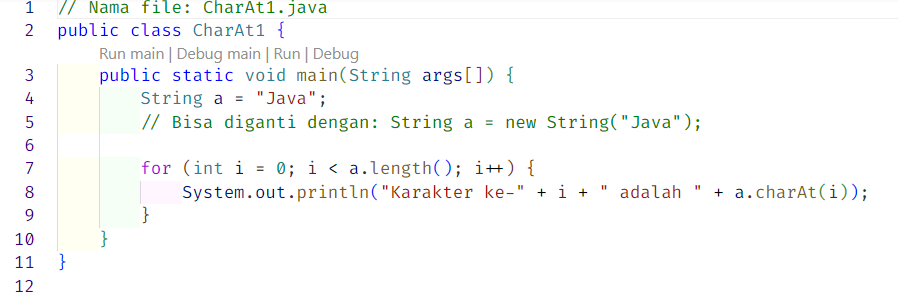 1 // Nama file: CharAt1.java
2 public class CharAt1 {
Run main | Debug main | Run | Debug
3 public static void main(String args[]) {
4 String a = "Java";
5 // Bisa diganti dengan: String a = new String("Java");
6
7 for (int i = 0; i < a.length(); i++) {
8 System.out.println("Karakter ke-" + i + " adalah " + a.charAt(i));
9 }
10 }
11 }
12